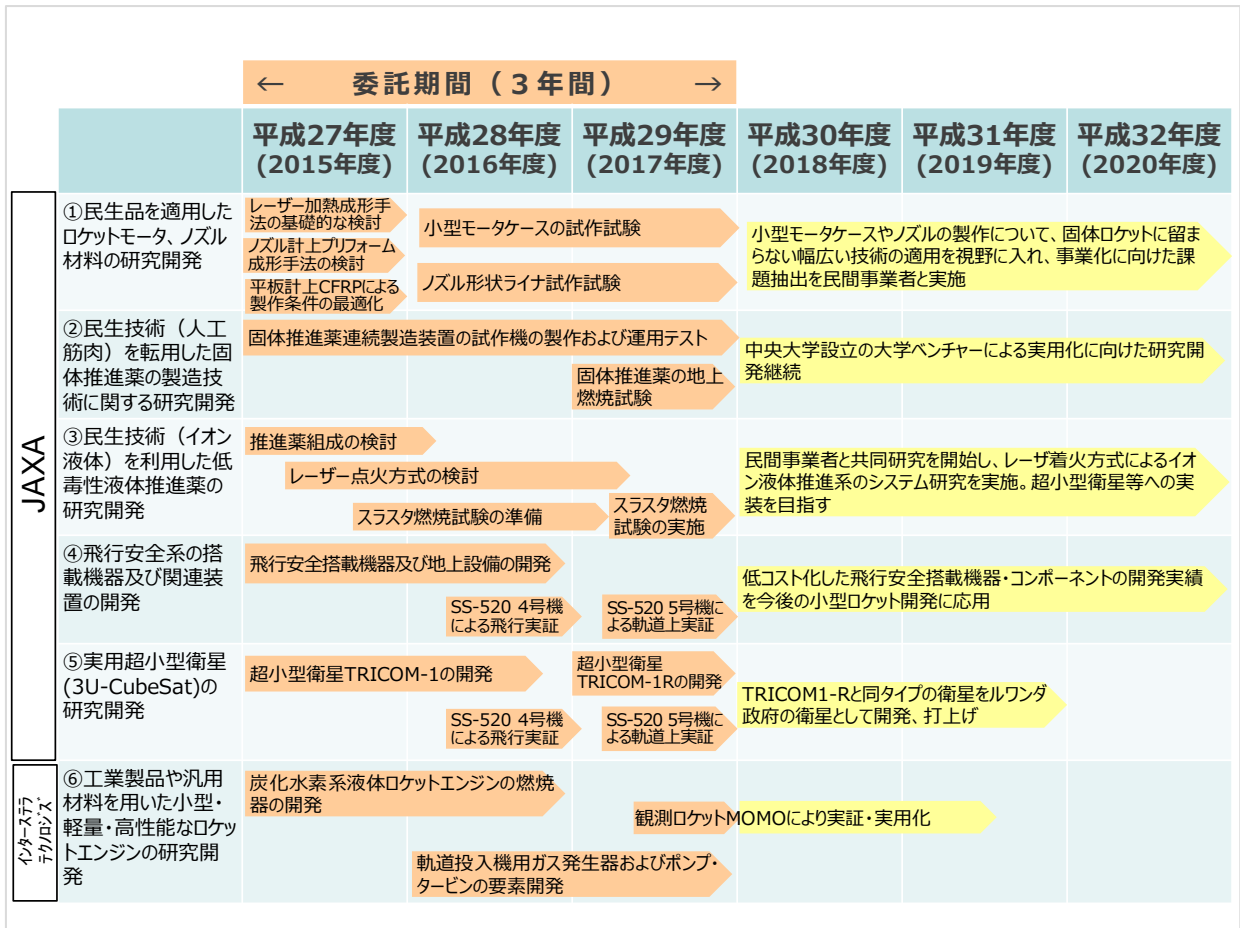 ← 委託期間（３年間） →
平成27年度
(2015年度)
平成28年度
(2016年度)
平成29年度
(2017年度)
平成30年度
(2018年度)
平成31年度
(2019年度)
平成32年度
(2020年度)
JAXA
①民生品を適用した
ロケットモータ、ノズル
材料の研究開発
レーザー加熱成形手
法の基礎的な検討
ノズル計上プリフォーム
成形手法の検討
平板計上CFRPによる
製作条件の最適化
小型モータケースの試作試験
ノズル形状ライナ試作試験
小型モータケースやノズルの製作について、固体ロケットに留ま
らない幅広い技術の適用を視野に入れ、事業化に向けた課
題抽出を民間事業者と実施
②民生技術（人工
筋肉）を転用した固
体推進薬の製造技
術に関する研究開発
固体推進薬連続製造装置の試作機の製作および運用テスト
固体推進薬の地上
燃焼試験
中央大学設立の大学ベンチャーによる実用化に向けた研究開
発継続
③民生技術（イオン
液体）を利用した低
毒性液体推進薬の
研究開発
推進薬組成の検討
レーザー点火方式の検討
スラスタ燃焼試験の準備
スラスタ燃焼
試験の実施
民間事業者と共同研究を開始し、レーザ着火方式によるイオ
ン液体推進系のシステム研究を実施。超小型衛星等への実
装を目指す
④飛行安全系の搭
載機器及び関連装
置の開発
飛行安全搭載機器及び地上設備の開発
SS-520 4号機
による飛行実証
SS-520 5号機に
よる軌道上実証
低コスト化した飛行安全搭載機器・コンポーネントの開発実績
を今後の小型ロケット開発に応用
⑤実用超小型衛星
(3U-CubeSat)の
研究開発
超小型衛星TRICOM-1の開発
超小型衛星
TRICOM-1Rの開発
SS-520 4号機
による飛行実証
SS-520 5号機に
よる軌道上実証
TRICOM1-Rと同タイプの衛星をルワンダ
政府の衛星として開発、打上げ
インターステラ
テクノロジズ
⑥工業製品や汎用
材料を用いた小型・
軽量・高性能なロケッ
トエンジンの研究開
発
炭化水素系液体ロケットエンジンの燃焼
器の開発
観測ロケットMOMOにより実証・実用化
軌道投入機用ガス発生器およびポンプ・
タービンの要素開発